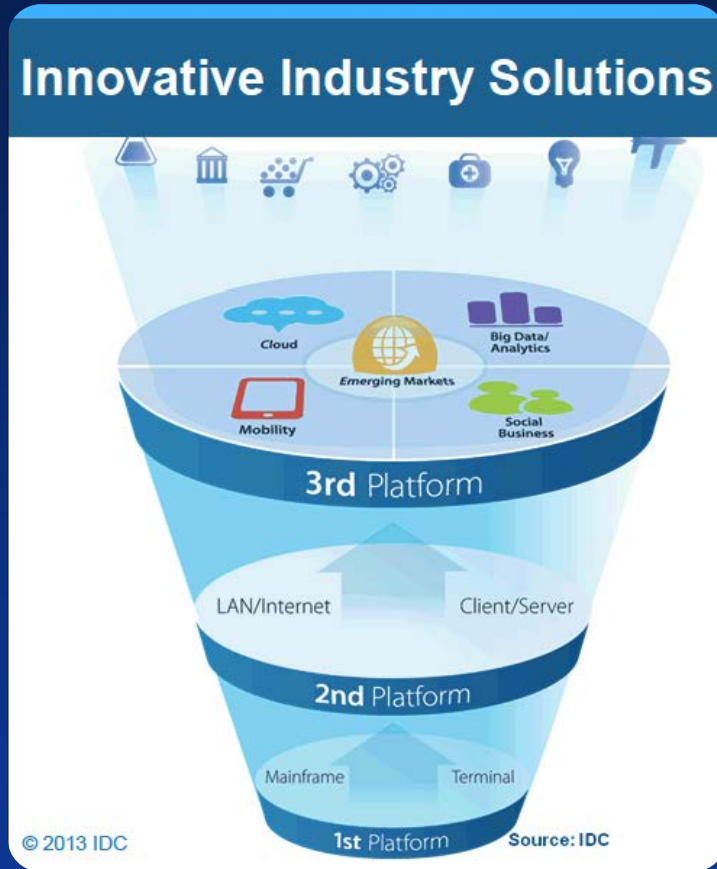 Innovative Industry Solutions
Cloud
Big Data/
Analytics
Emerging Markets
Mobility
Social
Business
3rd Platform
LAN/Internet
Client/Server
2nd Platform
Mainframe
Terminal
1st Platform
© 2013 IDC
Source: IDC